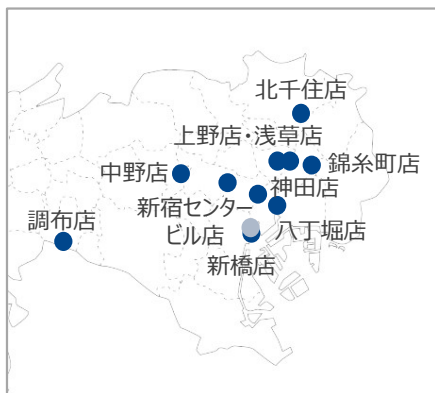 北千住店
上野店・浅草店
錦糸町店
中野店
神田店
新宿センター
ビル店
八丁堀店
調布店
新橋店